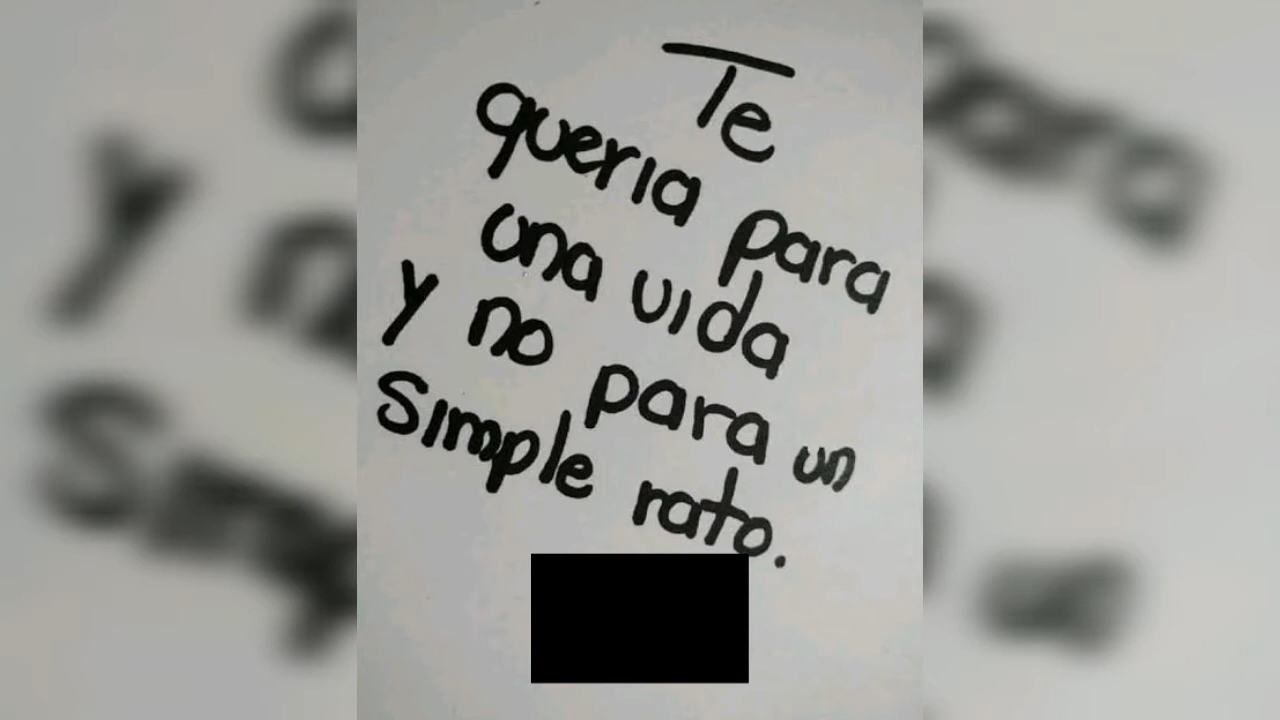 Te
queria para
una vida
y no para un
simple rato.